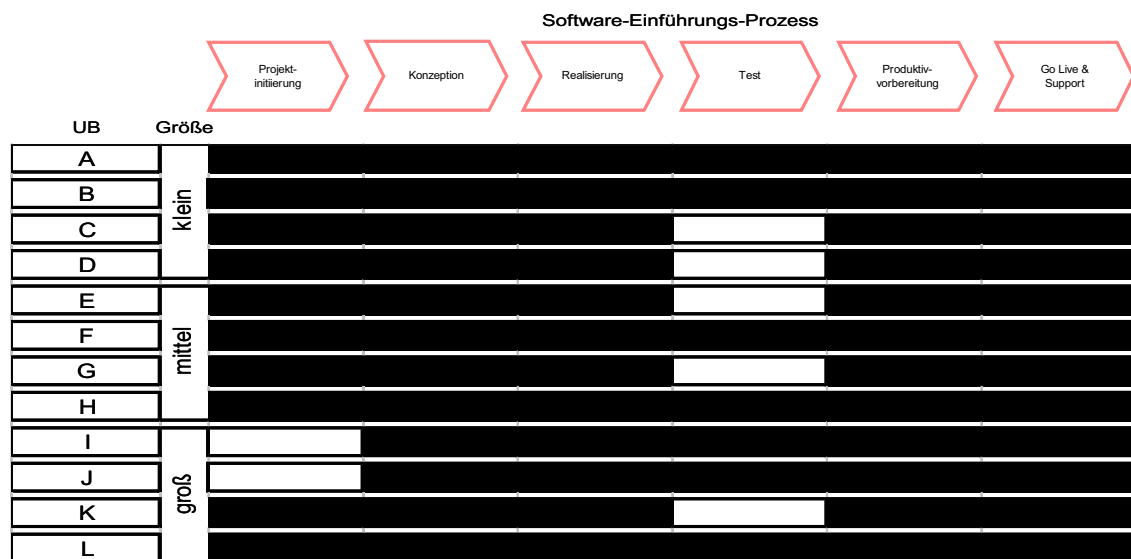 Software-Einführungs-Prozess
Projekt-
initiierung
Konzeption
Realisierung
Test
Produktiv-
vorbereitung
Go Live &
Support
UB
Größe
A
B
C
D
klein
E
F
G
H
mittel
I
J
K
L
groß